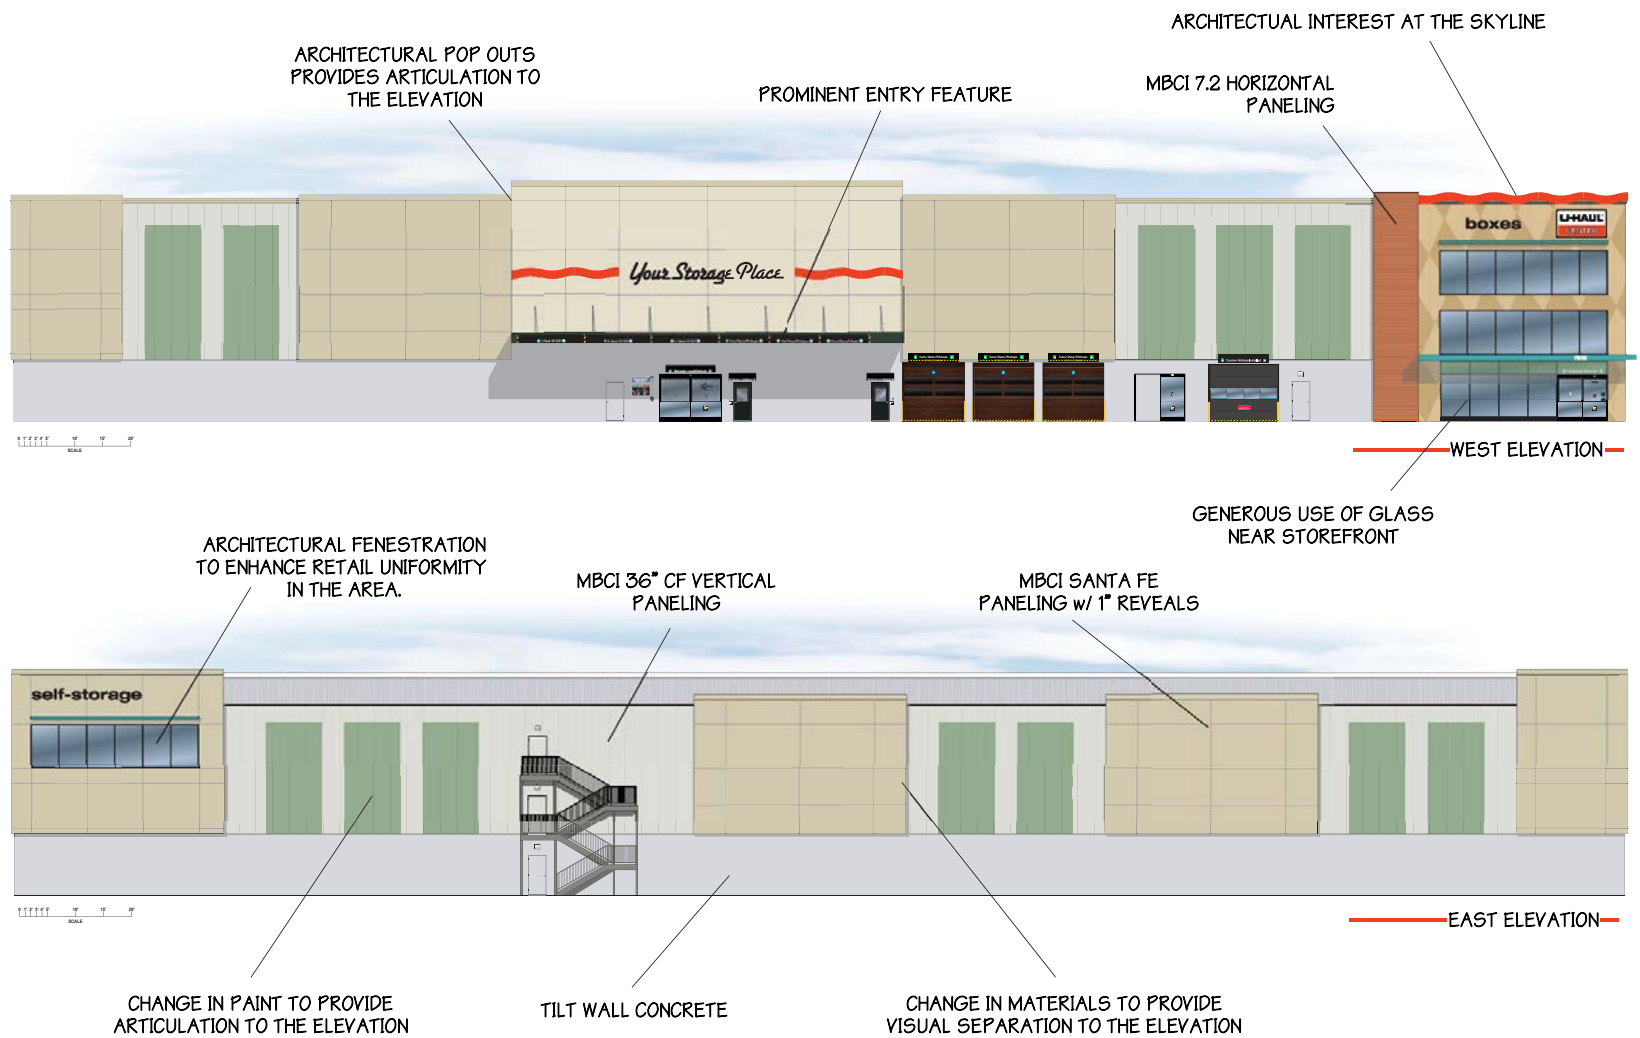 ARCHITECTUAL INTEREST AT THE SKYLINE
ARCHITECTURAL POP OUTS
PROVIDES ARTICULATION TO
THE ELEVATION
PROMINENT ENTRY FEATURE
MBCI 7.2 HORIZONTAL
PANELING
boxes
U-HAUL
CENTER
Your Storage Place
SCALE
WEST ELEVATION
GENEROUS USE OF GLASS
NEAR STOREFRONT
ARCHITECTURAL FENESTRATION
TO ENHANCE RETAIL UNIFORMITY
IN THE AREA.
MBCI 36" CF VERTICAL
PANELING
MBCI SANTA FE
PANELING w/ 1" REVEALS
self-storage
SCALE
EAST ELEVATION
CHANGE IN PAINT TO PROVIDE
ARTICULATION TO THE ELEVATION
TILT WALL CONCRETE
CHANGE IN MATERIALS TO PROVIDE
VISUAL SEPARATION TO THE ELEVATION